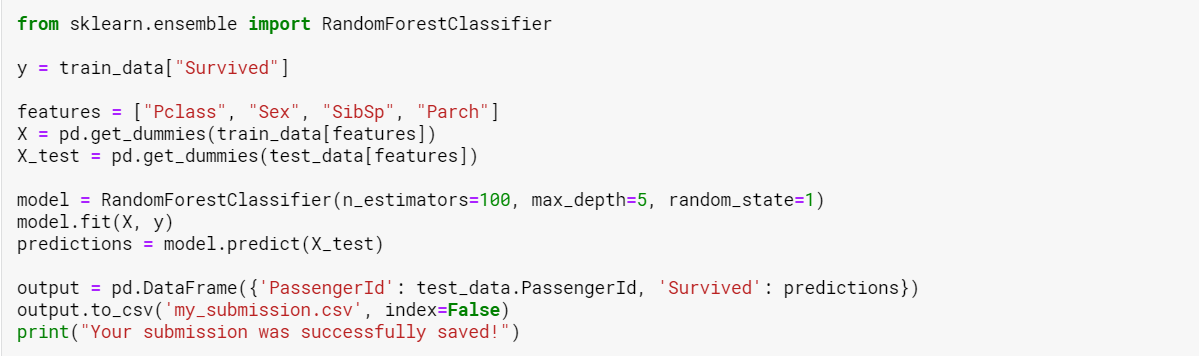 from sklearn.ensemble import RandomForestClassifier
y = train_data["Survived"]
features = ["Pclass", "Sex", "SibSp", "Parch"]
X = pd.get_dummies(train_data[features])
X_test = pd.get_dummies(test_data[features])
model = RandomForestClassifier(n_estimators=100, max_depth=5, random_state=1)
model.fit(X, y)
predictions = model.predict(X_test)
output = pd.DataFrame({'PassengerId': test_data.PassengerId, 'Survived': predictions})
output.to_csv('my_submission.csv', index=False)
print("Your submission was successfully saved!")